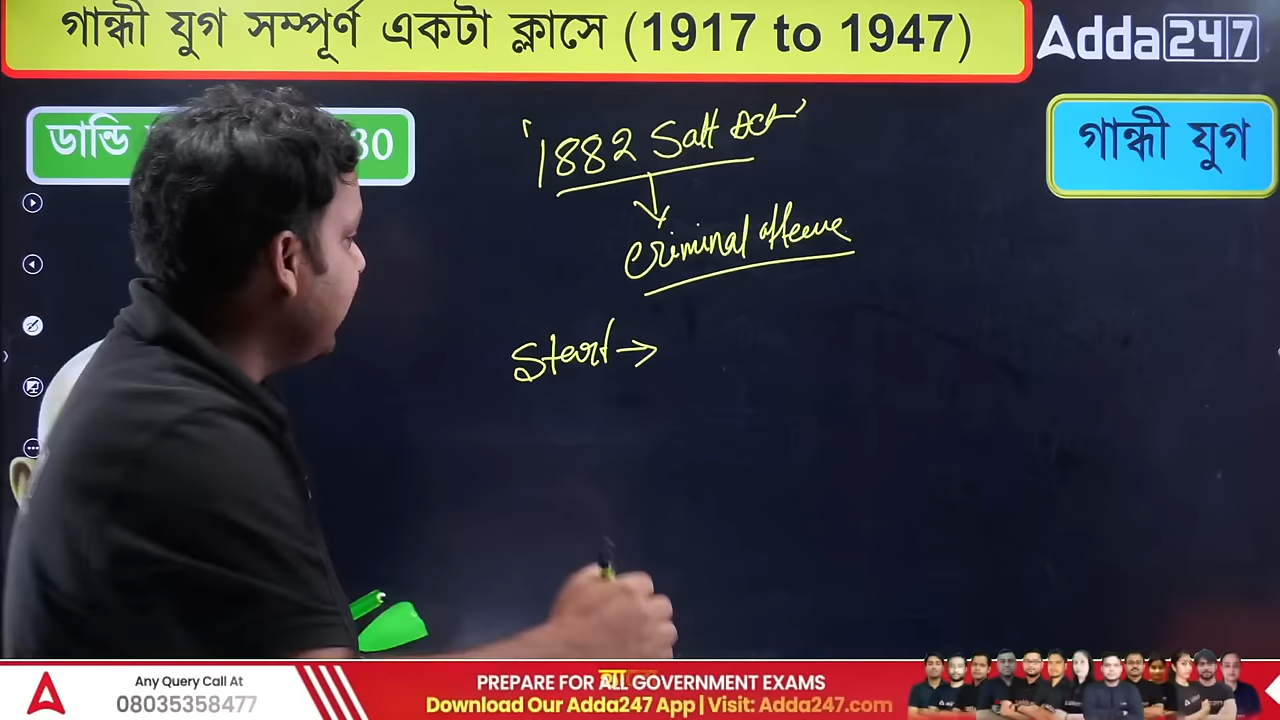 গান্ধী যুগ সম্পূর্ণ একটা ক্লাসে (1917 to 1947)
Adda247
ডান্ডি
30
গান্ধী যুগ
'1882 Salt Act'
criminal offence
Start →
Any Query Call At
08035358477
PREPARE FOR ALL GOVERNMENT EXAMS
Download Our Adda247 App | Visit: Adda247.com